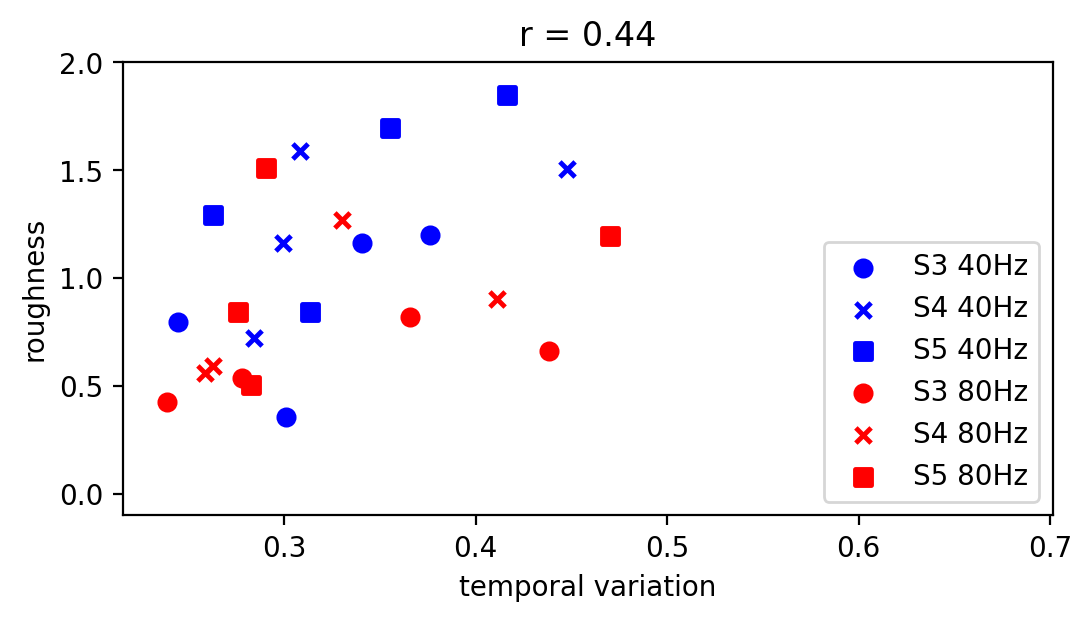 r = 0.44
2.0
1.5
1.0
0.5
0.0
roughness
0.3 0.4 0.5 0.6 0.7
temporal variation
S3 40Hz
S4 40Hz
S5 40Hz
S3 80Hz
S4 80Hz
S5 80Hz